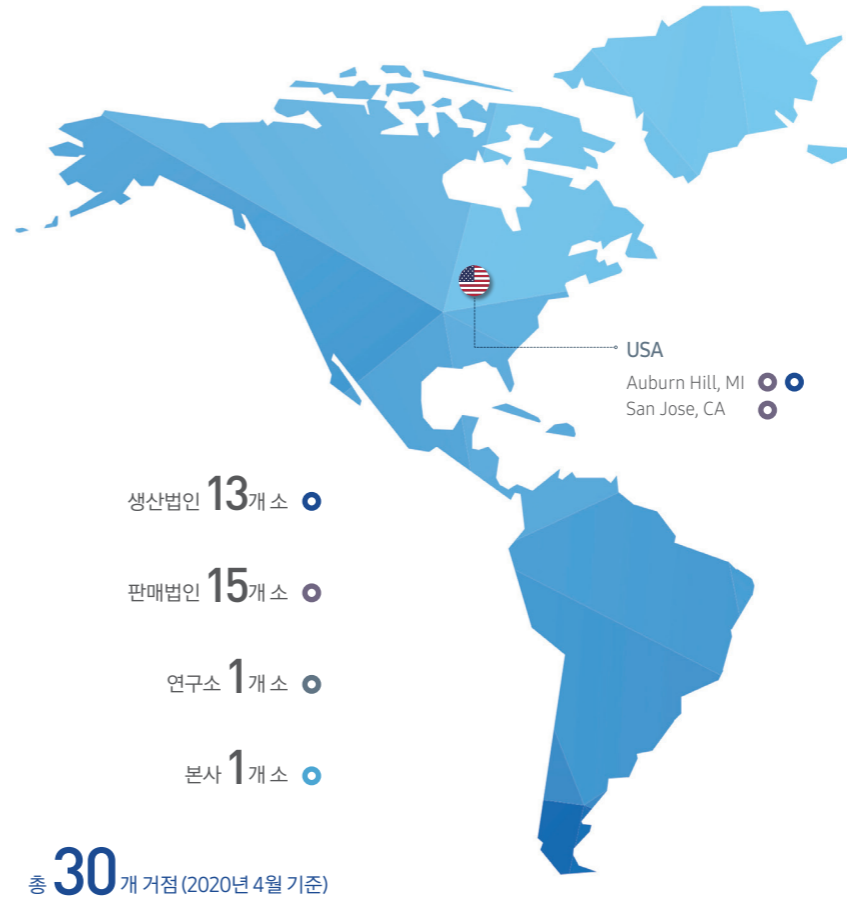 USA
Auburn Hill, MI
San Jose, CA
생산법인 13개 소
판매법인 15개 소
연구소 1개 소
본사 1개 소
총 30개 거점 (2020년 4월 기준)